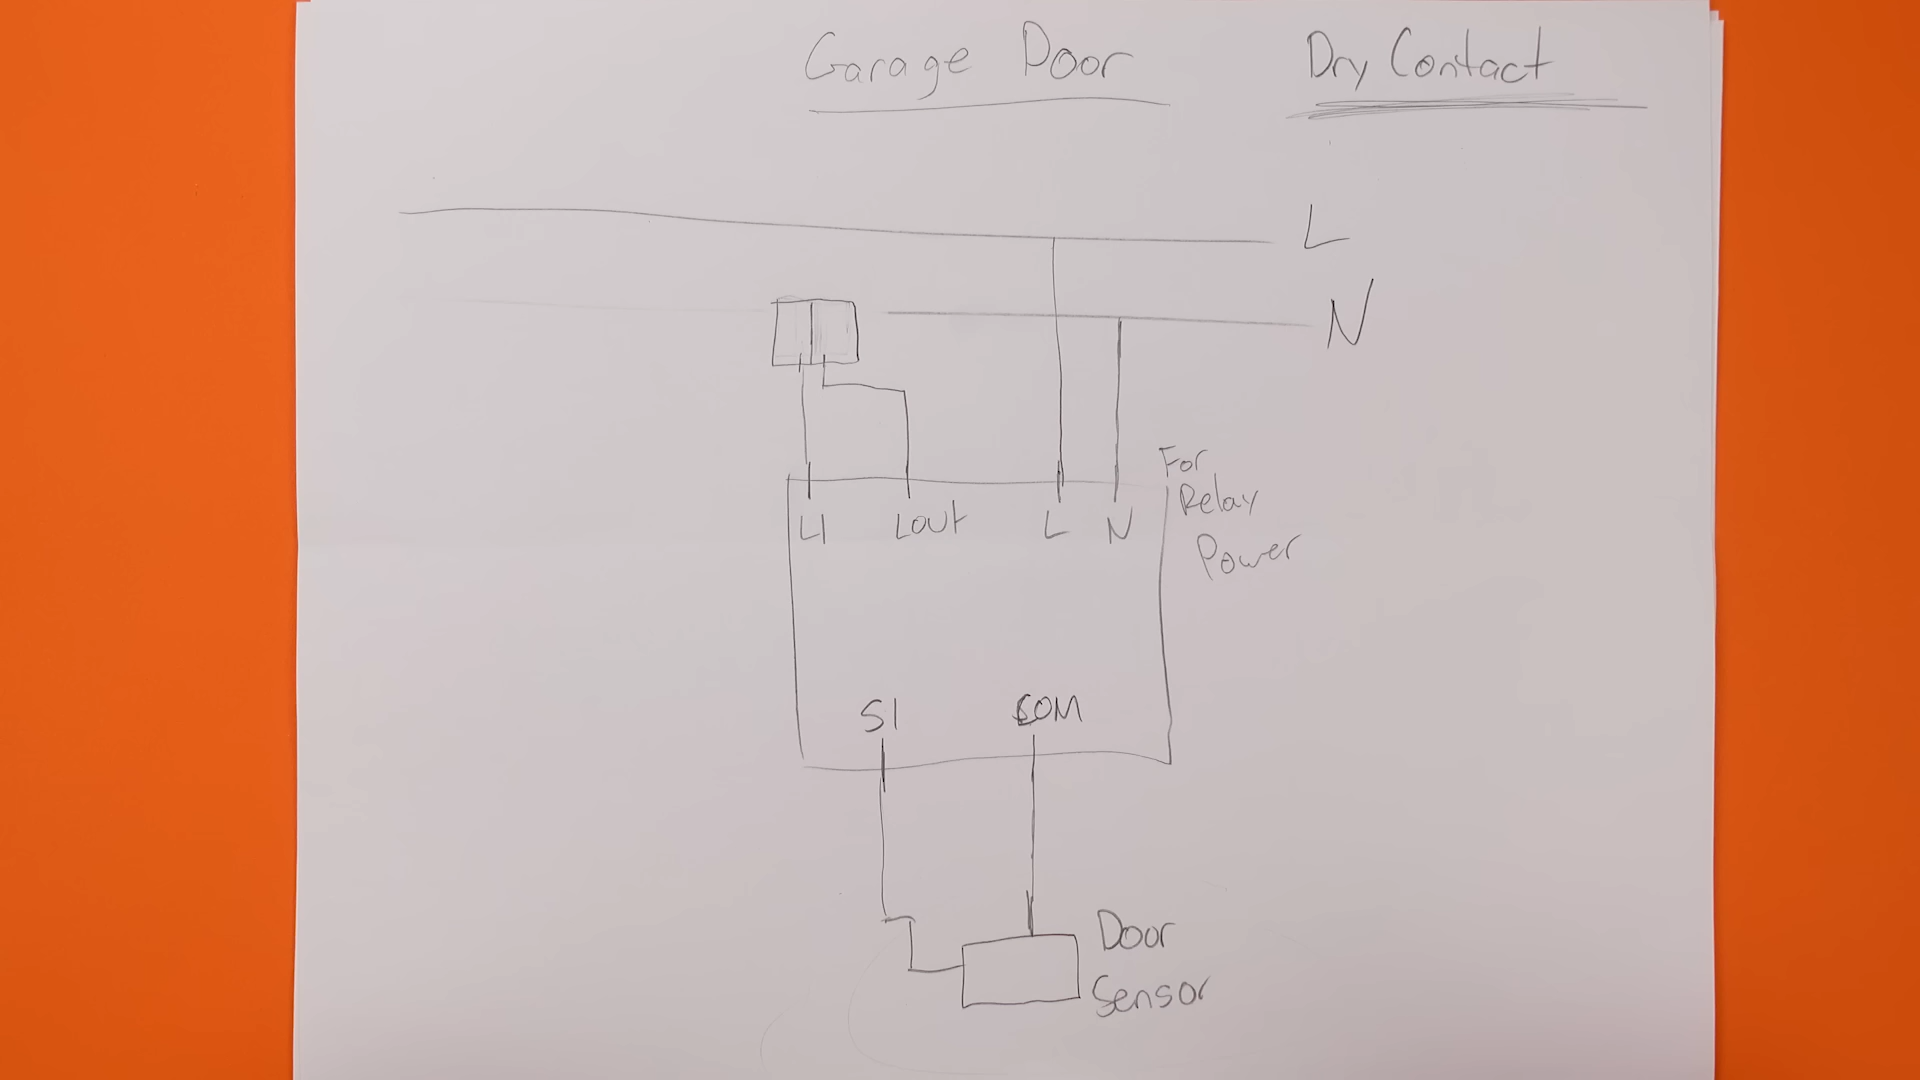 Garage Door
Dry Contact
L
N
For
Relay
Power
L1 Lout L N
S1 COM
Door
Sensor